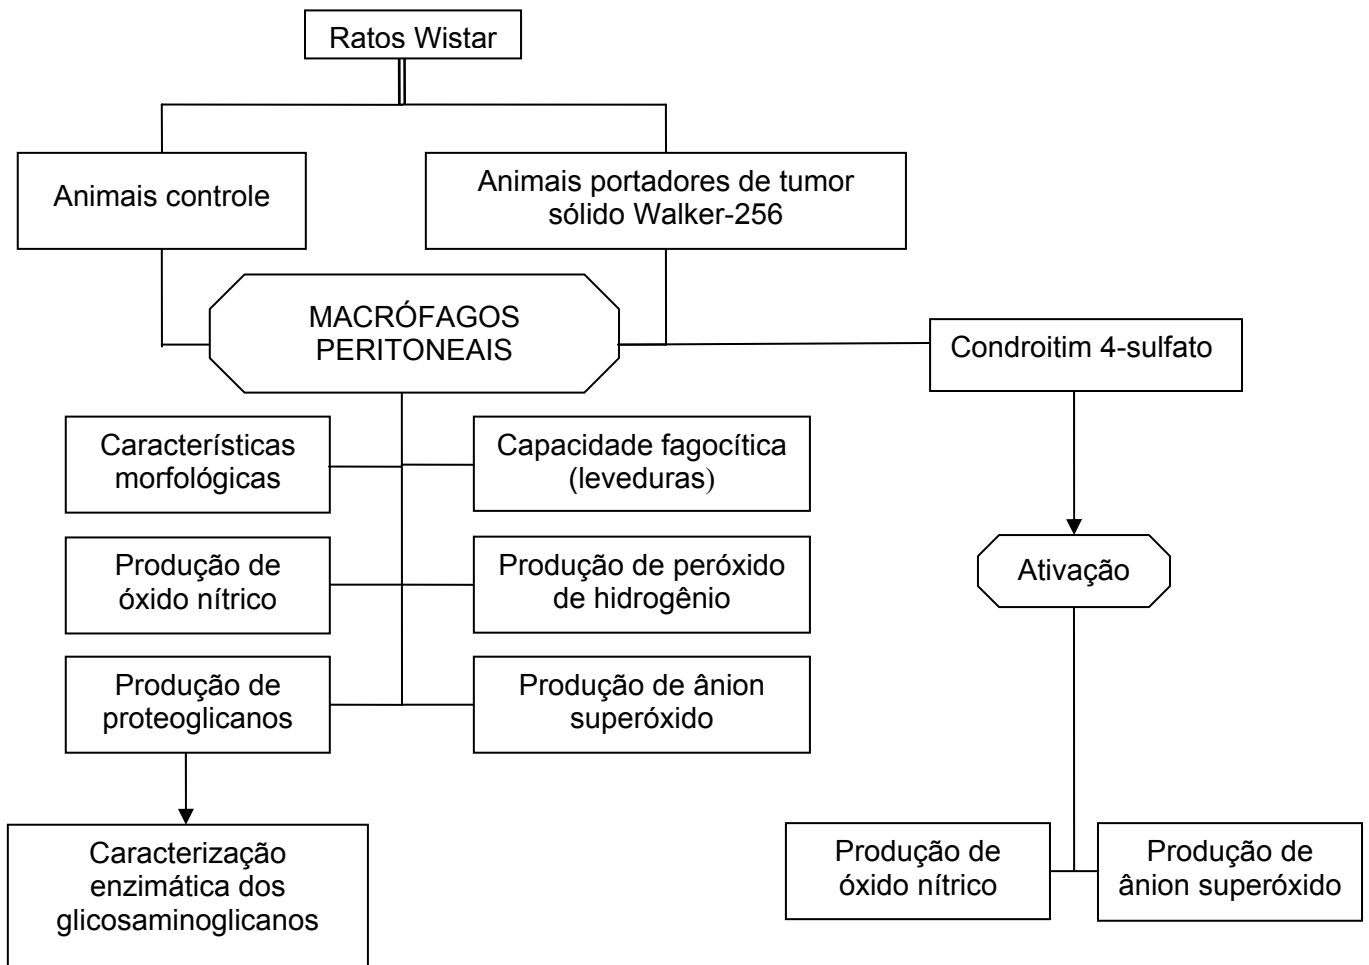 Ratos Wistar
Animais controle
Animais portadores de tumor
sólido Walker-256
MACRÓFAGOS
PERITONEAIS
Condroitim 4-sulfato
Características
morfológicas
Capacidade fagocítica
(leveduras)
Produção de
óxido nítrico
Produção de peróxido
de hidrogênio
Ativação
Produção de
proteoglicanos
Produção de ânion
superóxido
Caracterização
enzimática dos
glicosaminoglicanos
Produção de
óxido nítrico
Produção de
ânion superóxido